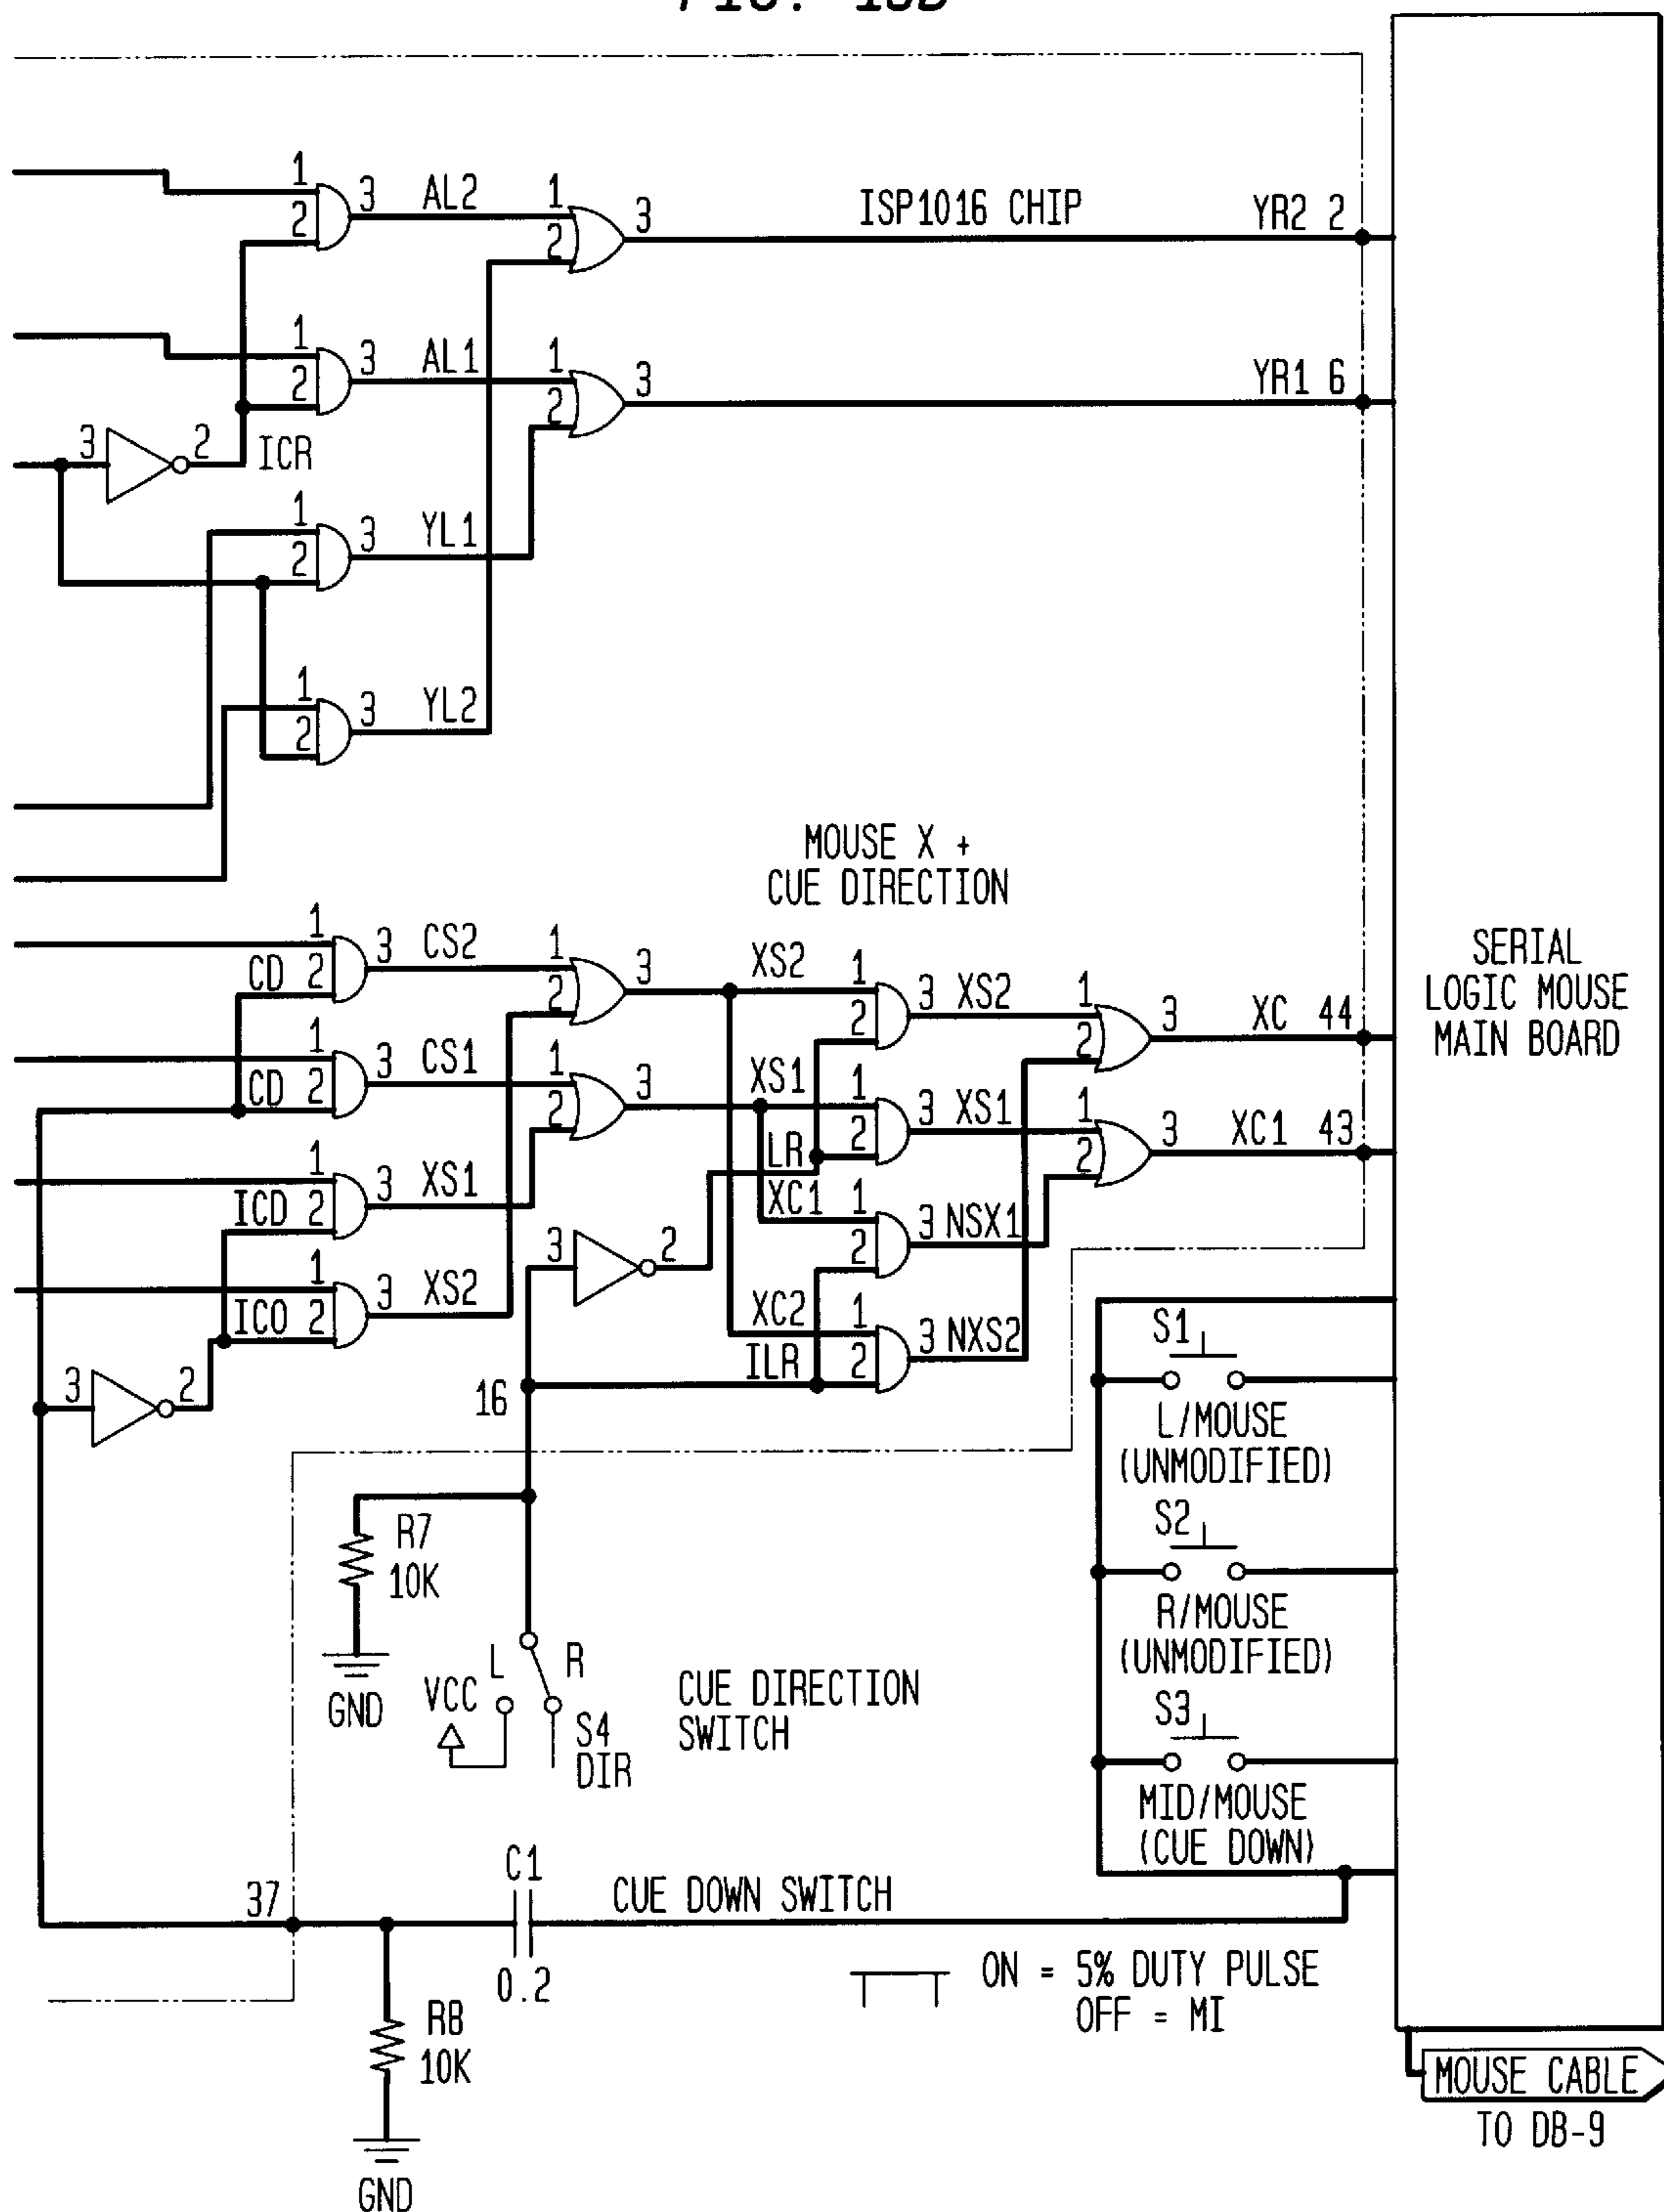 1
2
3 AL2
1
2
3
ISP1016 CHIP
YR2 2
1
2
3 AL1
1
2
3
YR1 6
3
2
ICR
1
2
3 YL1
1
2
3 YL2
MOUSE X +
CUE DIRECTION
1
CD 2
3 CS2
1
2
3
XS2
1
2
3 XS2
1
2
3
XC 44
SERIAL
LOGIC MOUSE
MAIN BOARD
1
CD 2
3 CS1
1
2
3
XS1
1
LR
2
3 XS1
1
2
3
XC1 43
1
ICD 2
3 XS1
XC1
1
2
3 NSX1
3
2
1
ICO 2
3 XS2
XC2
1
ILR
2
3 NXS2
3
2
16
S1
L/MOUSE
(UNMODIFIED)
S2
R/MOUSE
(UNMODIFIED)
S3
MID/MOUSE
(CUE DOWN)
R7
10K
GND
L
R
VCC
S4
DIR
CUE DIRECTION
SWITCH
37
C1
0.2
CUE DOWN SWITCH
R8
10K
GND
ON = 5% DUTY PULSE
OFF = MI
MOUSE CABLE
TO DB-9